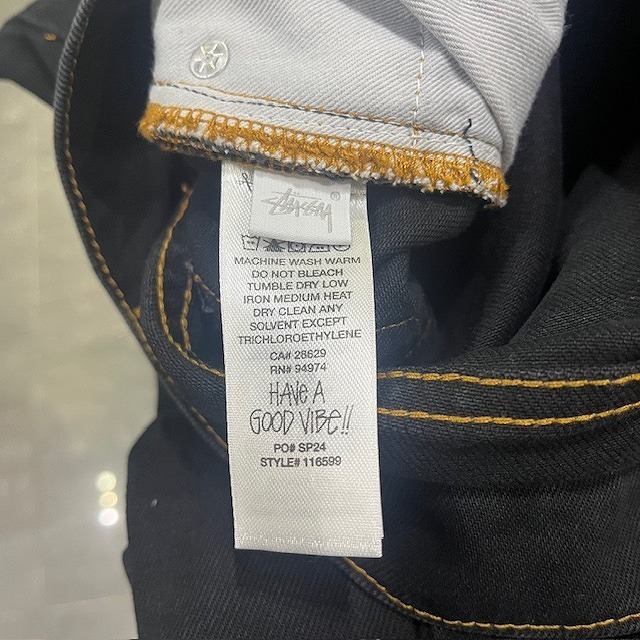 STÜSSY
MACHINE WASH WARM
DO NOT BLEACH
TUMBLE DRY LOW
IRON MEDIUM HEAT
DRY CLEAN ANY
SOLVENT EXCEPT
TRICHLOROETHYLENE
CA# 28629
RN# 94974
HAVE A
GOOD VIBE!!
PO# SP24
STYLE# 116599